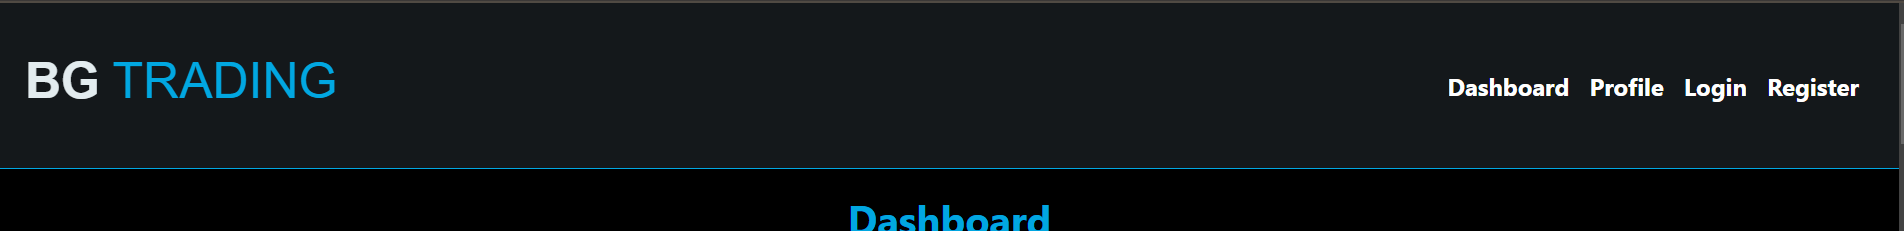 BG TRADING
Dashboard Profile Login Register
Dashboard